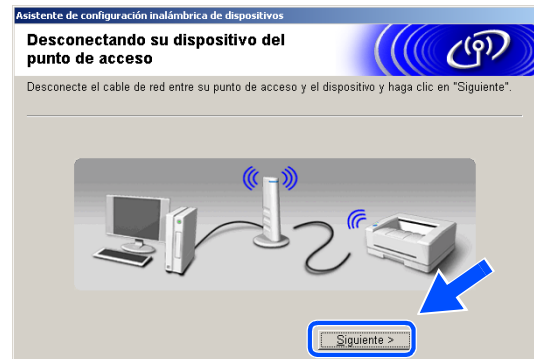 Asistente de configuración inalámbrica de dispositivos
Desconectando su dispositivo del
punto de acceso
Desconecte el cable de red entre su punto de acceso y el dispositivo y haga clic en "Siguiente".
Siguiente >